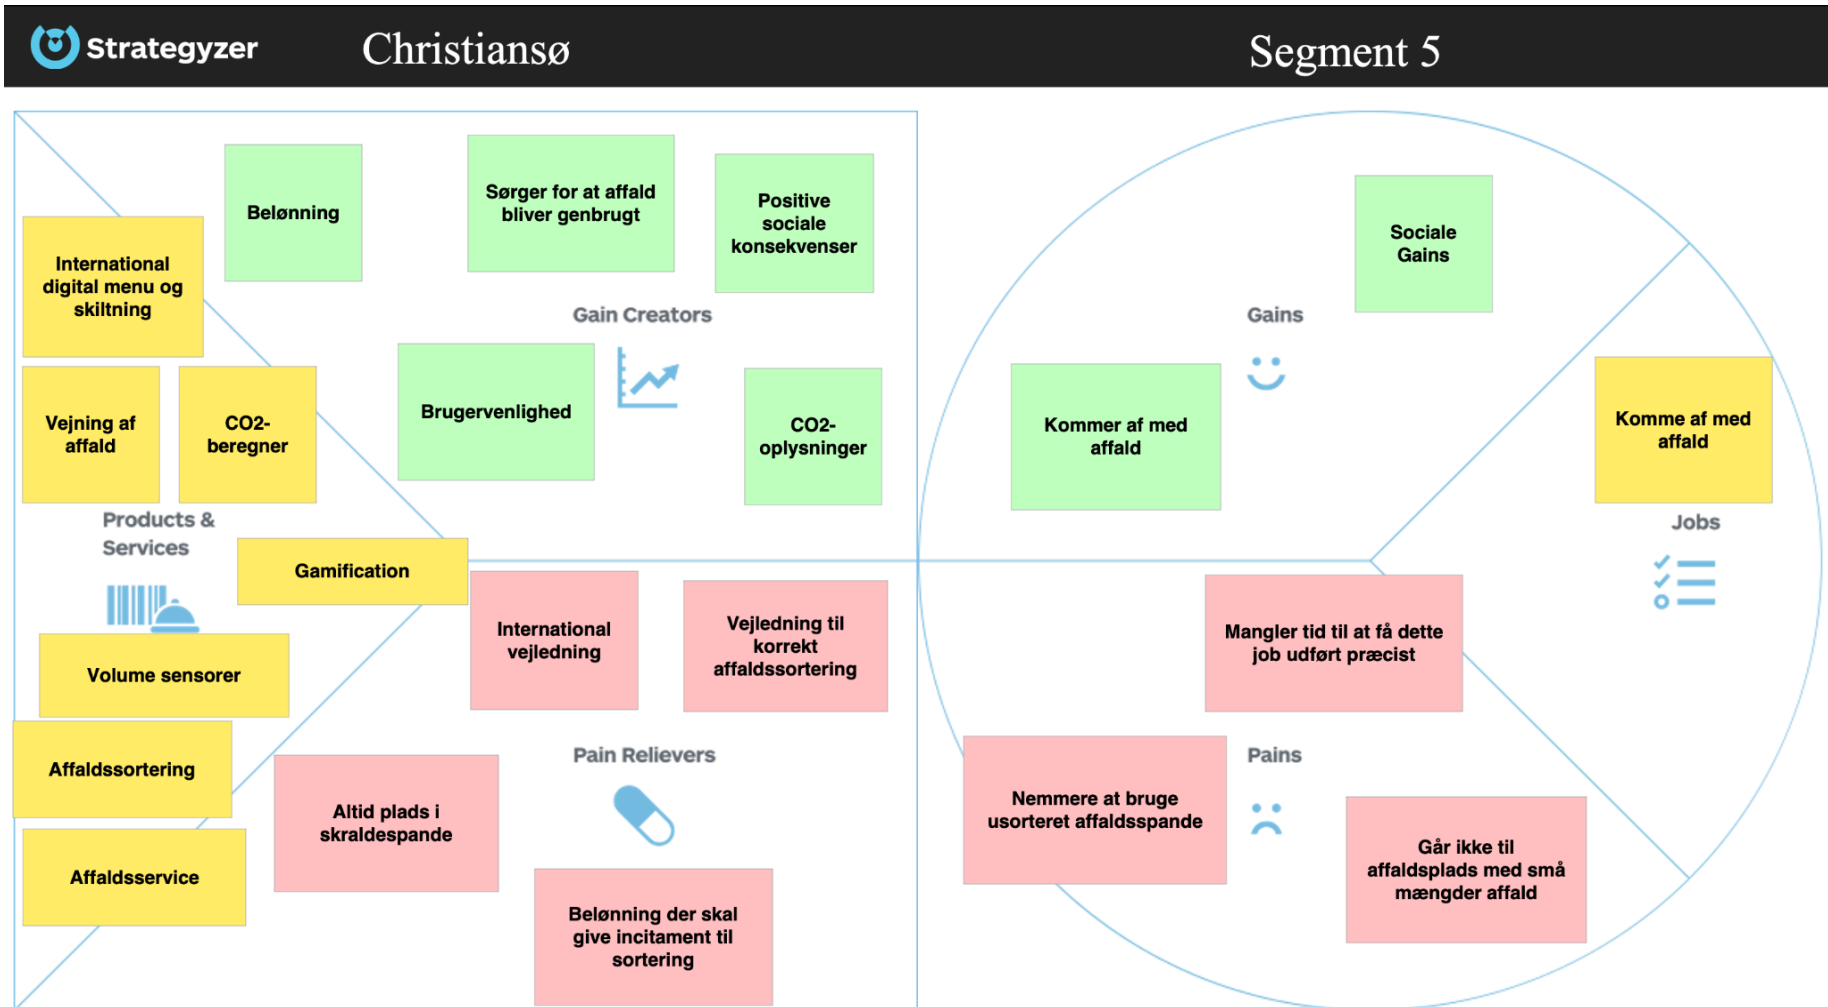 Strategyzer
Christiansø
Segment 5
Belønning
Sørger for at affald
bliver genbrugt
Positive
sociale
konsekvenser
International
digital menu og
skiltning
Gain Creators
Brugervenlighed
CO2-
oplysninger
Vejning af
affald
CO2-
beregner
Products &
Services
Gamification
Volume sensorer
Affaldssortering
Affaldsservice
International
vejledning
Vejledning til
korrekt
affaldssortering
Pain Relievers
Altid plads i
skraldespande
Belønning der skal
give incitament til
sortering
Sociale
Gains
Gains
Kommer af med
affald
Komme af med
affald
Jobs
Mangler tid til at få dette
job udført præcist
Pains
Nemmere at bruge
usorteret affaldsspande
Går ikke til
affaldsplads med små
mængder affald